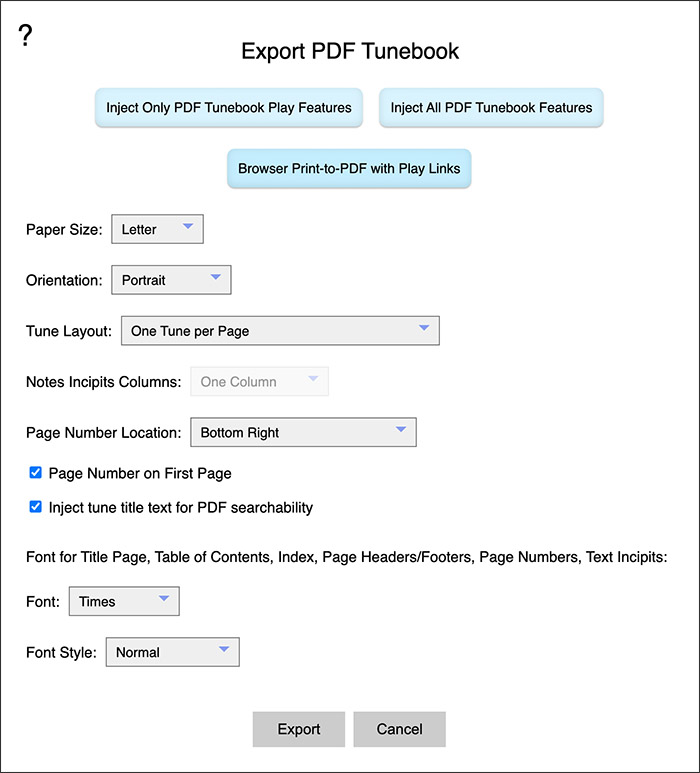 ?
Export PDF Tunebook
Inject Only PDF Tunebook Play Features Inject All PDF Tunebook Features
Browser Print-to-PDF with Play Links
Paper Size: Letter
Orientation: Portrait
Tune Layout: One Tune per Page
Notes Incipits Columns: One Column
Page Number Location: Bottom Right
Page Number on First Page
Inject tune title text for PDF searchability
Font for Title Page, Table of Contents, Index, Page Headers/Footers, Page Numbers, Text Incipits:
Font: Times
Font Style: Normal
Export Cancel